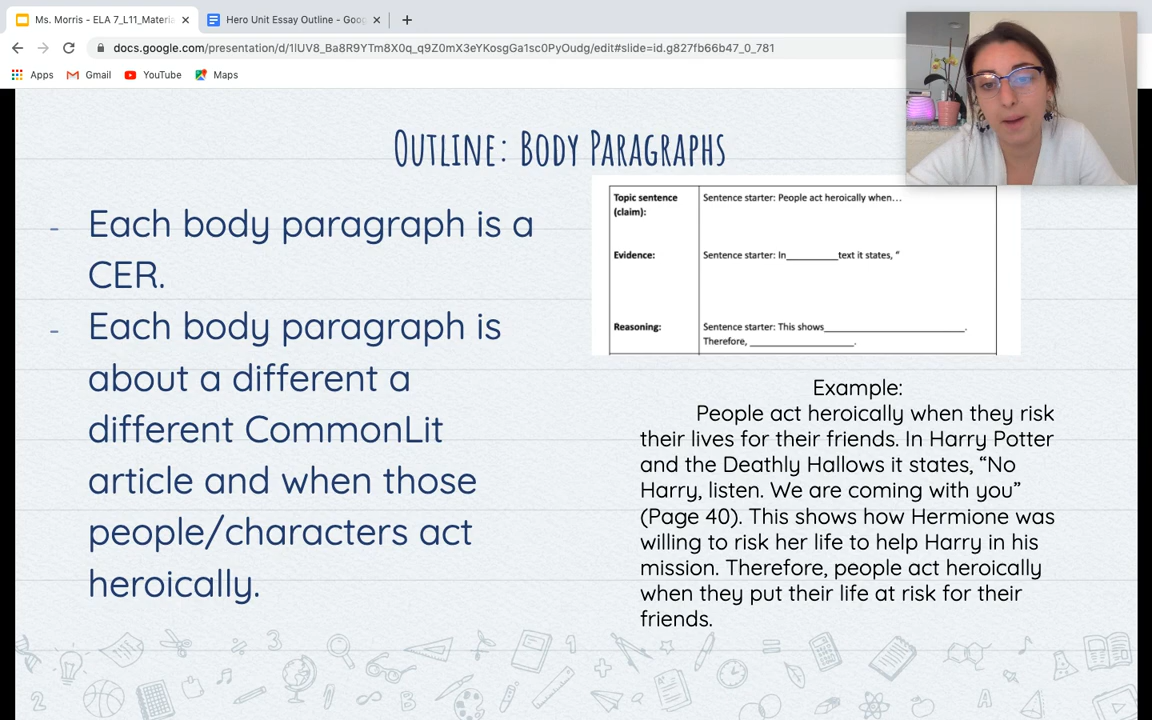 Ms. Morris - ELA 7_L11_Materia
Hero Unit Essay Outline - Goog
docs.google.com/presentation/d/1lUV8_Ba8R9YTm8X0q_q9Z0mX3eYKosgGa1sc0PyOudg/edit#slide=id.g827fb66b47_0_781
Apps Gmail YouTube Maps
Outline: Body Paragraphs
- Each body paragraph is a
CER.
- Each body paragraph is
about a different a
different CommonLit
article and when those
people/characters act
heroically.
Topic sentence
(claim):
Sentence starter: People act heroically when...
Evidence:
Sentence starter: In_________text it states, "
Reasoning:
Sentence starter: This shows________________________.
Therefore, __________________.
Example:
People act heroically when they risk
their lives for their friends. In Harry Potter
and the Deathly Hallows it states, “No
Harry, listen. We are coming with you”
(Page 40). This shows how Hermione was
willing to risk her life to help Harry in his
mission. Therefore, people act heroically
when they put their life at risk for their
friends.